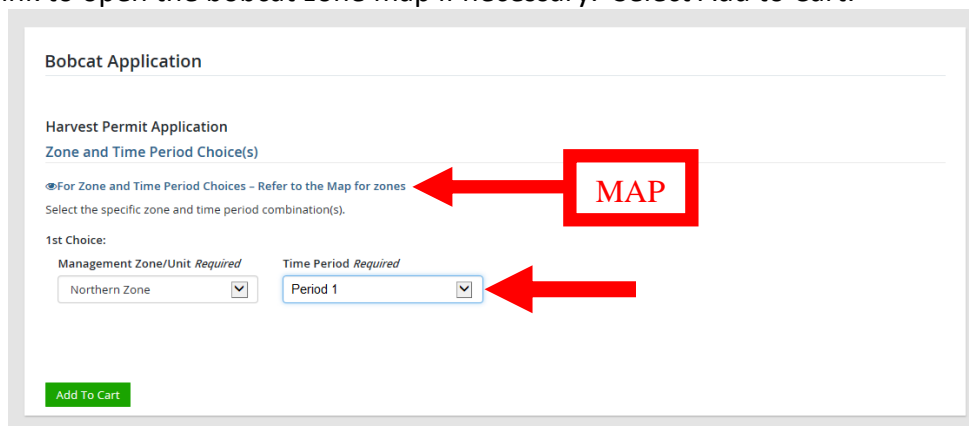 to open the bobcat zone map if necessary. Select Add to Cart.
Bobcat Application
Harvest Permit Application
Zone and Time Period Choice(s)
For Zone and Time Period Choices – Refer to the Map for zones
MAP
Select the specific zone and time period combination(s).
1st Choice:
Management Zone/Unit Required Time Period Required
Northern Zone Period 1
Add To Cart